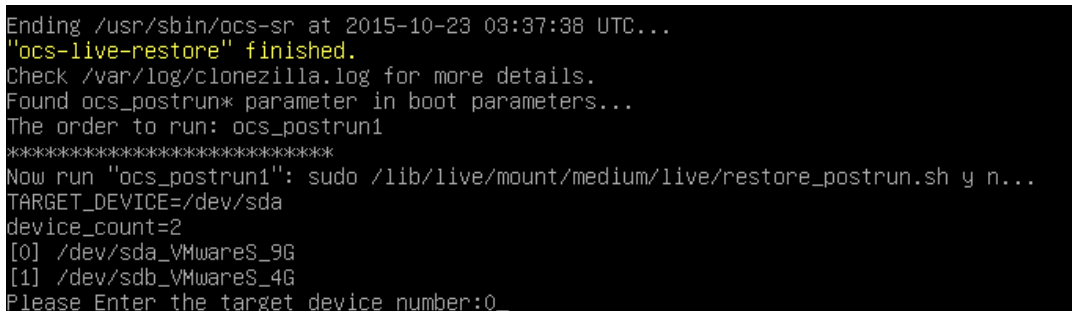 Ending /usr/sbin/ocs-sr at 2015-10-23 03:37:38 UTC...
"ocs-live-restore" finished.
Check /var/log/clonezilla.log for more details.
Found ocs_postrun* parameter in boot parameters...
The order to run: ocs_postrun1
***************************
Now run "ocs_postrun1": sudo /lib/live/mount/medium/live/restore_postrun.sh y n...
TARGET_DEVICE=/dev/sda
device_count=2
[0] /dev/sda_VMwareS_9G
[1] /dev/sdb_VMwareS_4G
Please Enter the target device number:0_